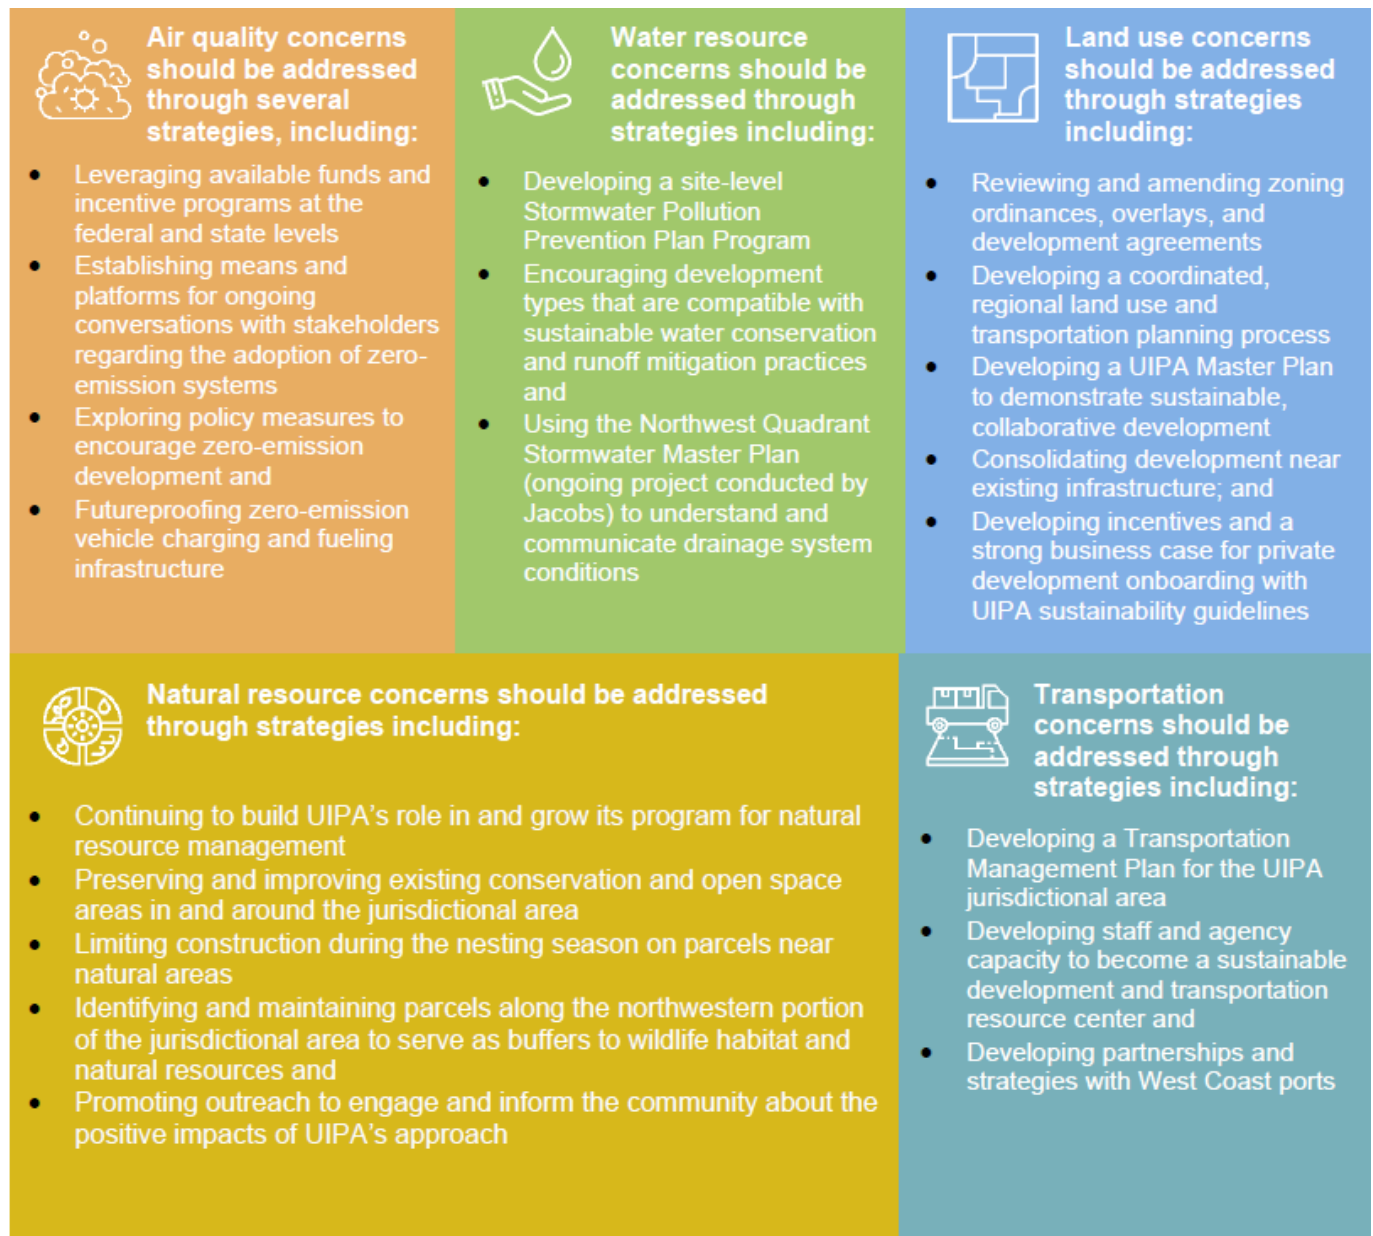 Air quality concerns
should be addressed
through several
strategies, including:
• Leveraging available funds and
incentive programs at the
federal and state levels
• Establishing means and
platforms for ongoing
conversations with stakeholders
regarding the adoption of zero-
emission systems
• Exploring policy measures to
encourage zero-emission
development and
• Futureproofing zero-emission
vehicle charging and fueling
infrastructure
Water resource
concerns should be
addressed through
strategies including:
• Developing a site-level
Stormwater Pollution
Prevention Plan Program
• Encouraging development
types that are compatible with
sustainable water conservation
and runoff mitigation practices
and
• Using the Northwest Quadrant
Stormwater Master Plan
(ongoing project conducted by
Jacobs) to understand and
communicate drainage system
conditions
Land use concerns
should be addressed
through strategies
including:
• Reviewing and amending zoning
ordinances, overlays, and
development agreements
• Developing a coordinated,
regional land use and
transportation planning process
• Developing a UIPA Master Plan
to demonstrate sustainable,
collaborative development
• Consolidating development near
existing infrastructure; and
• Developing incentives and a
strong business case for private
development onboarding with
UIPA sustainability guidelines
Natural resource concerns should be addressed
through strategies including:
• Continuing to build UIPA's role in and grow its program for natural
resource management
• Preserving and improving existing conservation and open space
areas in and around the jurisdictional area
• Limiting construction during the nesting season on parcels near
natural areas
• Identifying and maintaining parcels along the northwestern portion
of the jurisdictional area to serve as buffers to wildlife habitat and
natural resources and
• Promoting outreach to engage and inform the community about the
positive impacts of UIPA's approach
Transportation
concerns should be
addressed through
strategies including:
• Developing a Transportation
Management Plan for the UIPA
jurisdictional area
• Developing staff and agency
capacity to become a sustainable
development and transportation
resource center and
• Developing partnerships and
strategies with West Coast ports